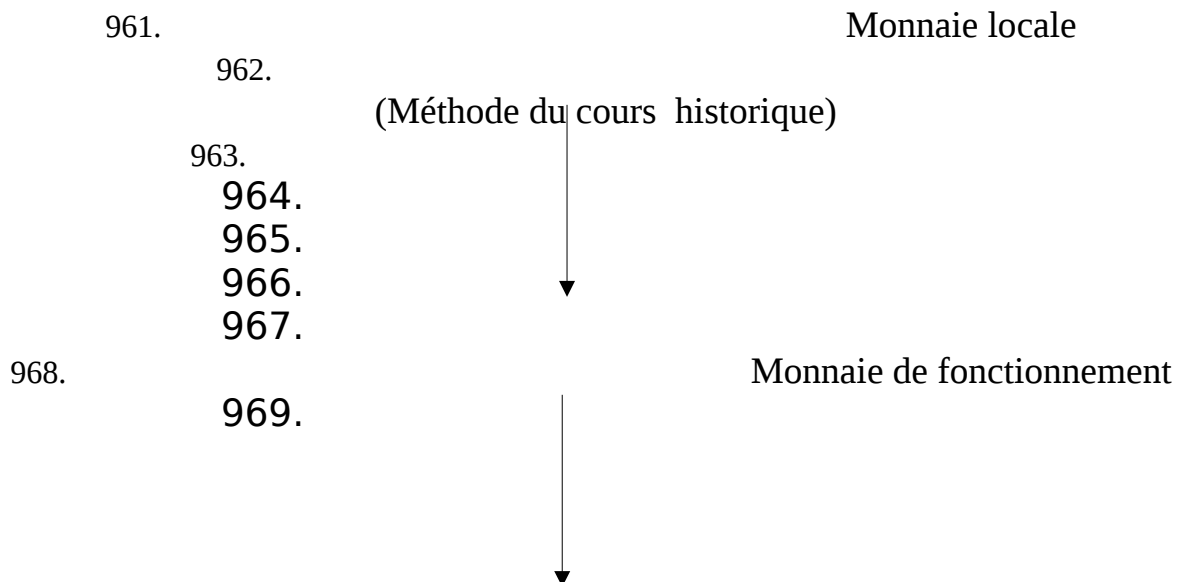 961. Monnaie locale
962.
(Méthode du cours historique)
963.
964.
965.
966.
967.
968. Monnaie de fonctionnement
969.